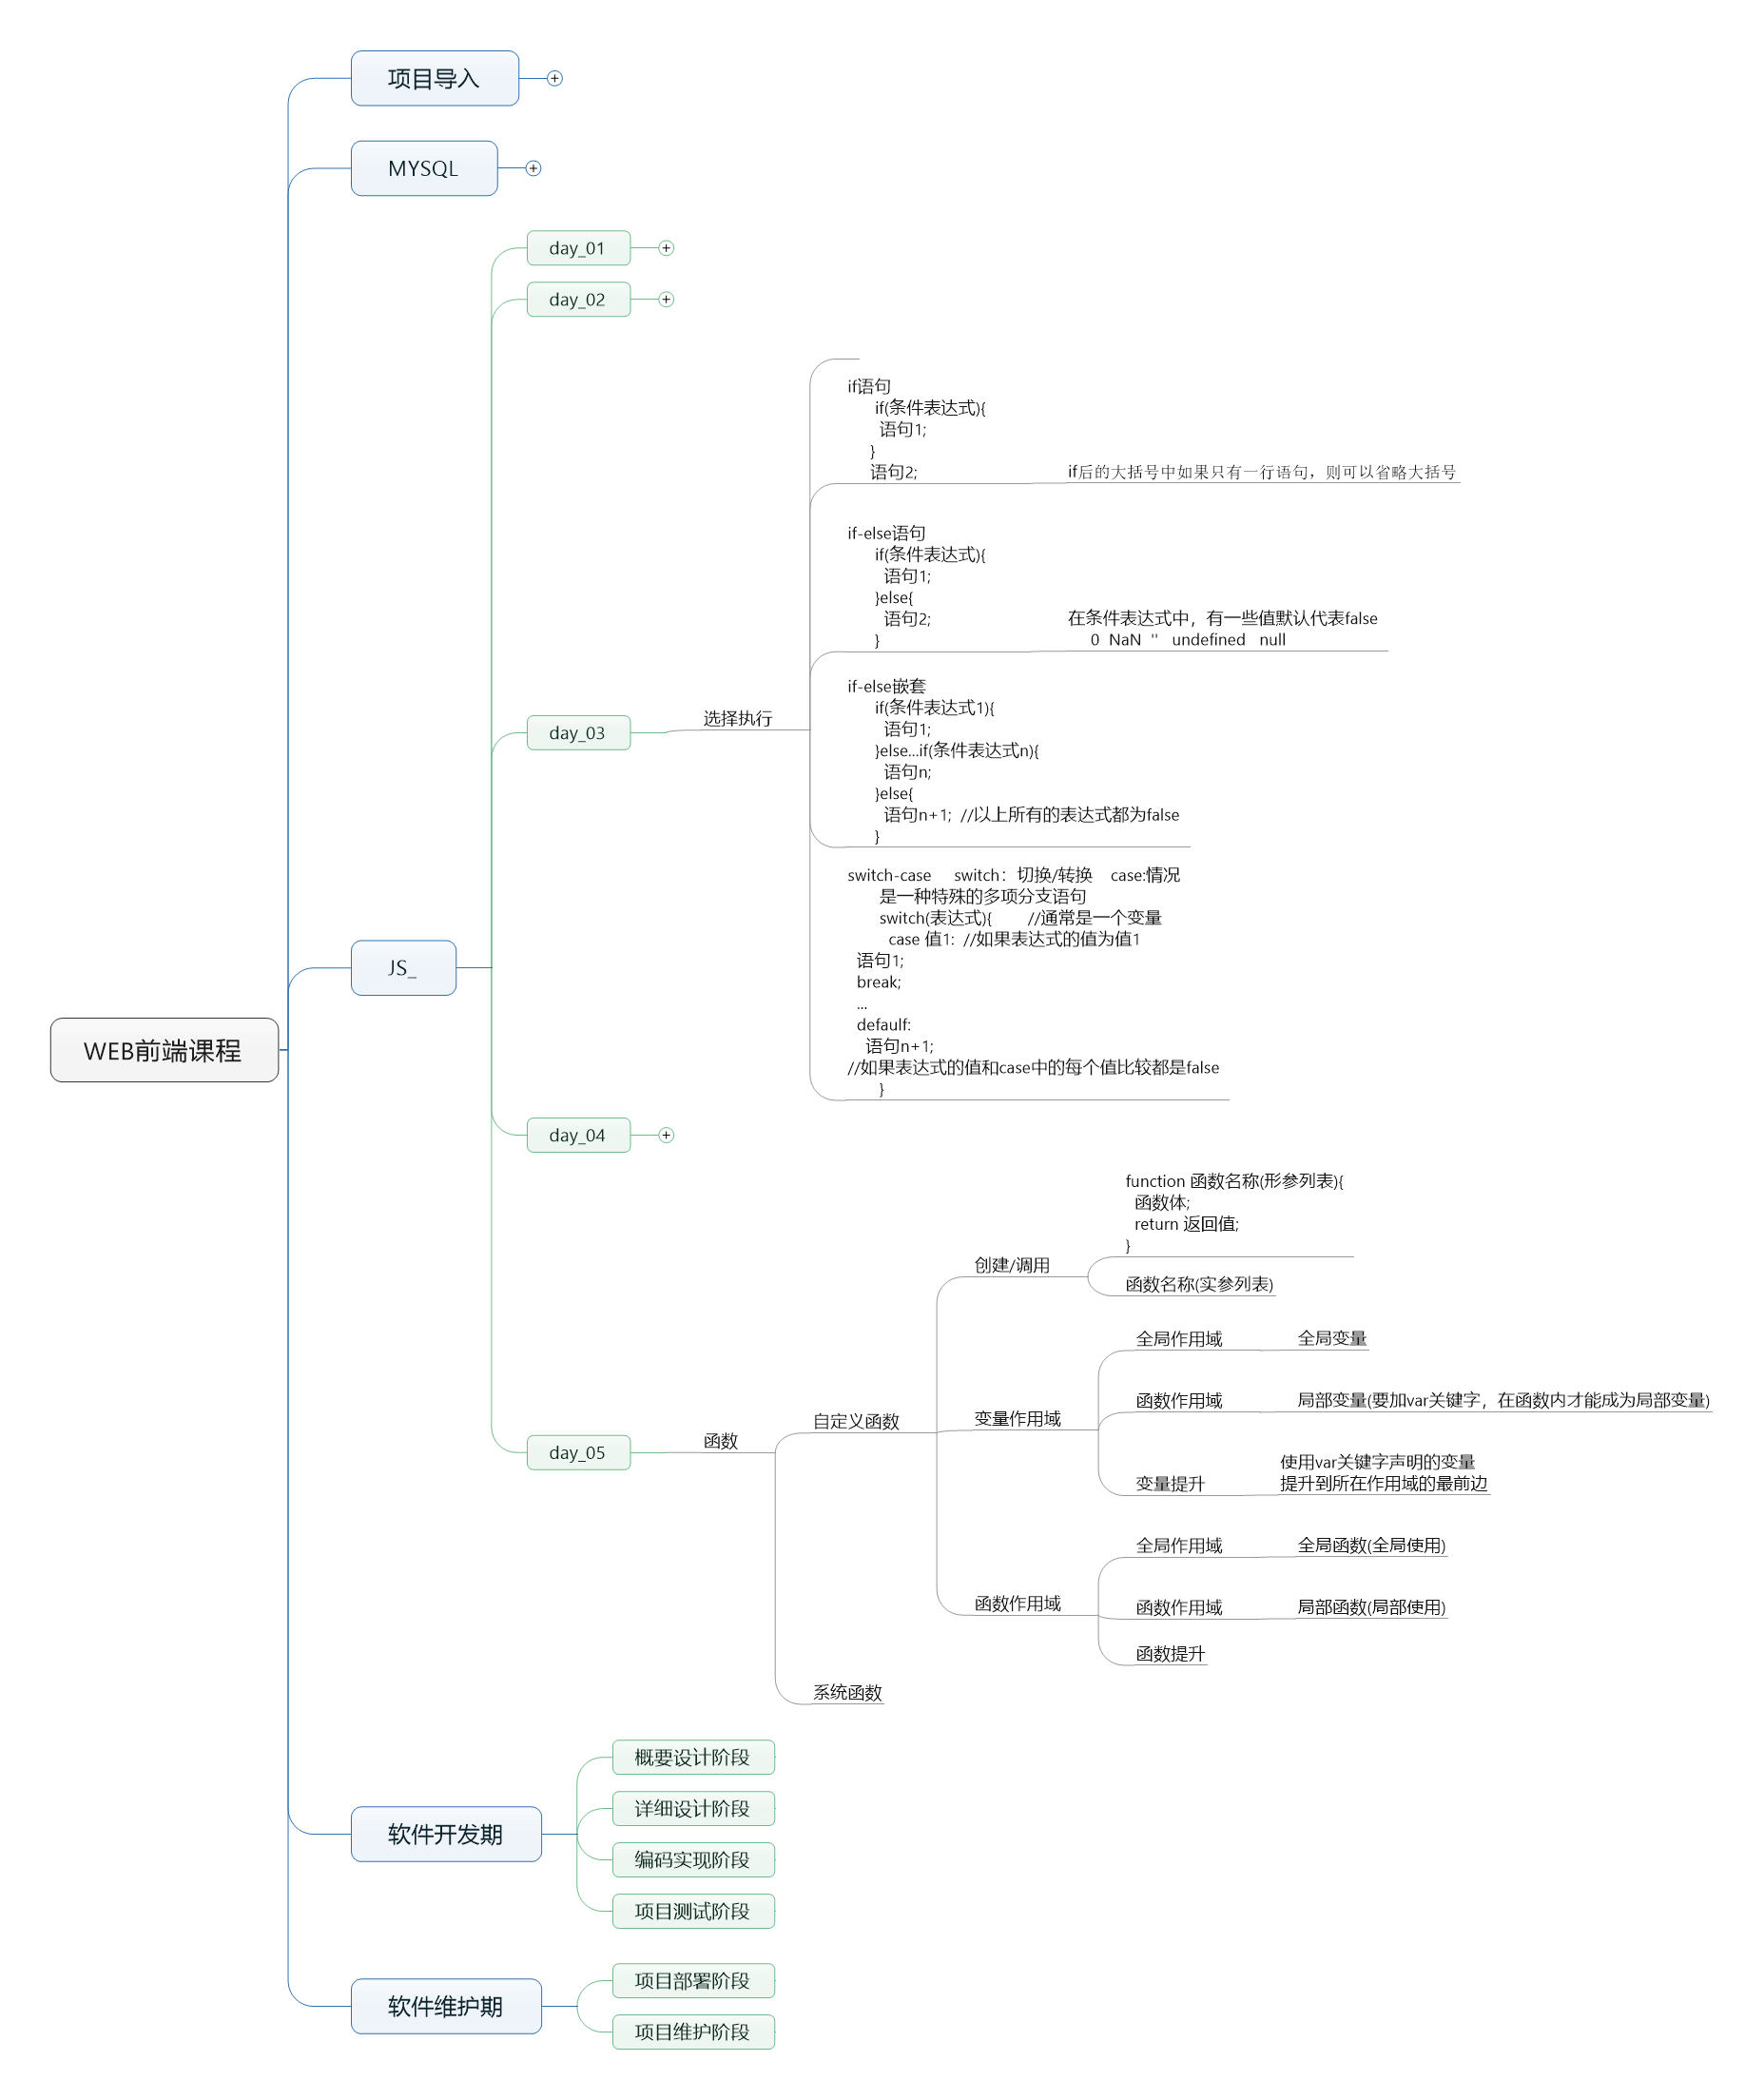 项目导入
MYSQL
day_01
day_02
if语句
if(条件表达式){
语句1;
}
语句2;
if后的大括号中如果只有一行语句，则可以省略大括号
if-else语句
if(条件表达式){
语句1;
}else{
语句2;
}
在条件表达式中，有一些值默认代表false
0 NaN '' undefined null
if-else嵌套
if(条件表达式1){
语句1;
}else...if(条件表达式n){
语句n;
}else{
语句n+1; //以上所有的表达式都为false
}
day_03
选择执行
switch-case switch：切换/转换 case:情况
是一种特殊的多项分支语句
switch(表达式){ //通常是一个变量
case 值1: //如果表达式的值为值1
语句1;
break;
...
defaulf:
语句n+1;
//如果表达式的值和case中的每个值比较都是false
}
JS_
WEB前端课程
day_04
function 函数名称(形参列表){
函数体;
return 返回值;
}
创建/调用
函数名称(实参列表)
全局作用域
全局变量
函数作用域
局部变量(要加var关键字，在函数内才能成为局部变量)
变量作用域
自定义函数
函数
day_05
变量提升
使用var关键字声明的变量
提升到所在作用域的最前边
全局作用域
全局函数(全局使用)
函数作用域
函数作用域
局部函数(局部使用)
函数提升
系统函数
概要设计阶段
详细设计阶段
软件开发期
编码实现阶段
项目测试阶段
项目部署阶段
软件维护期
项目维护阶段